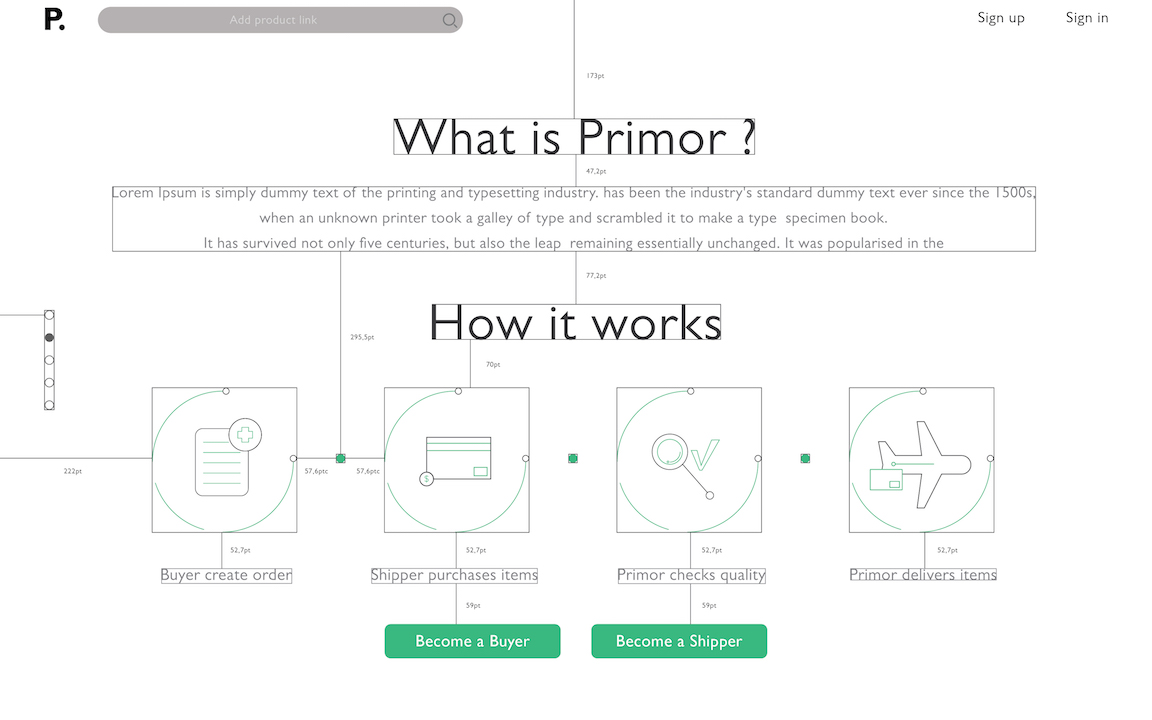 P.
Add product link
Sign up
Sign in
173pt
What is Primor ?
47,2pt
Lorem Ipsum is simply dummy text of the printing and typesetting industry. has been the industry's standard dummy text ever since the 1500s,
when an unknown printer took a galley of type and scrambled it to make a type specimen book.
It has survived not only five centuries, but also the leap remaining essentially unchanged. It was popularised in the
77,2pt
How it works
295,5pt
70pt
$
222pt
57,6ptc
57,6ptc
52,7pt
52,7pt
52,7pt
52,7pt
Buyer create order
Shipper purchases items
Primor checks quality
Primor delivers items
59pt
59pt
Become a Buyer
Become a Shipper